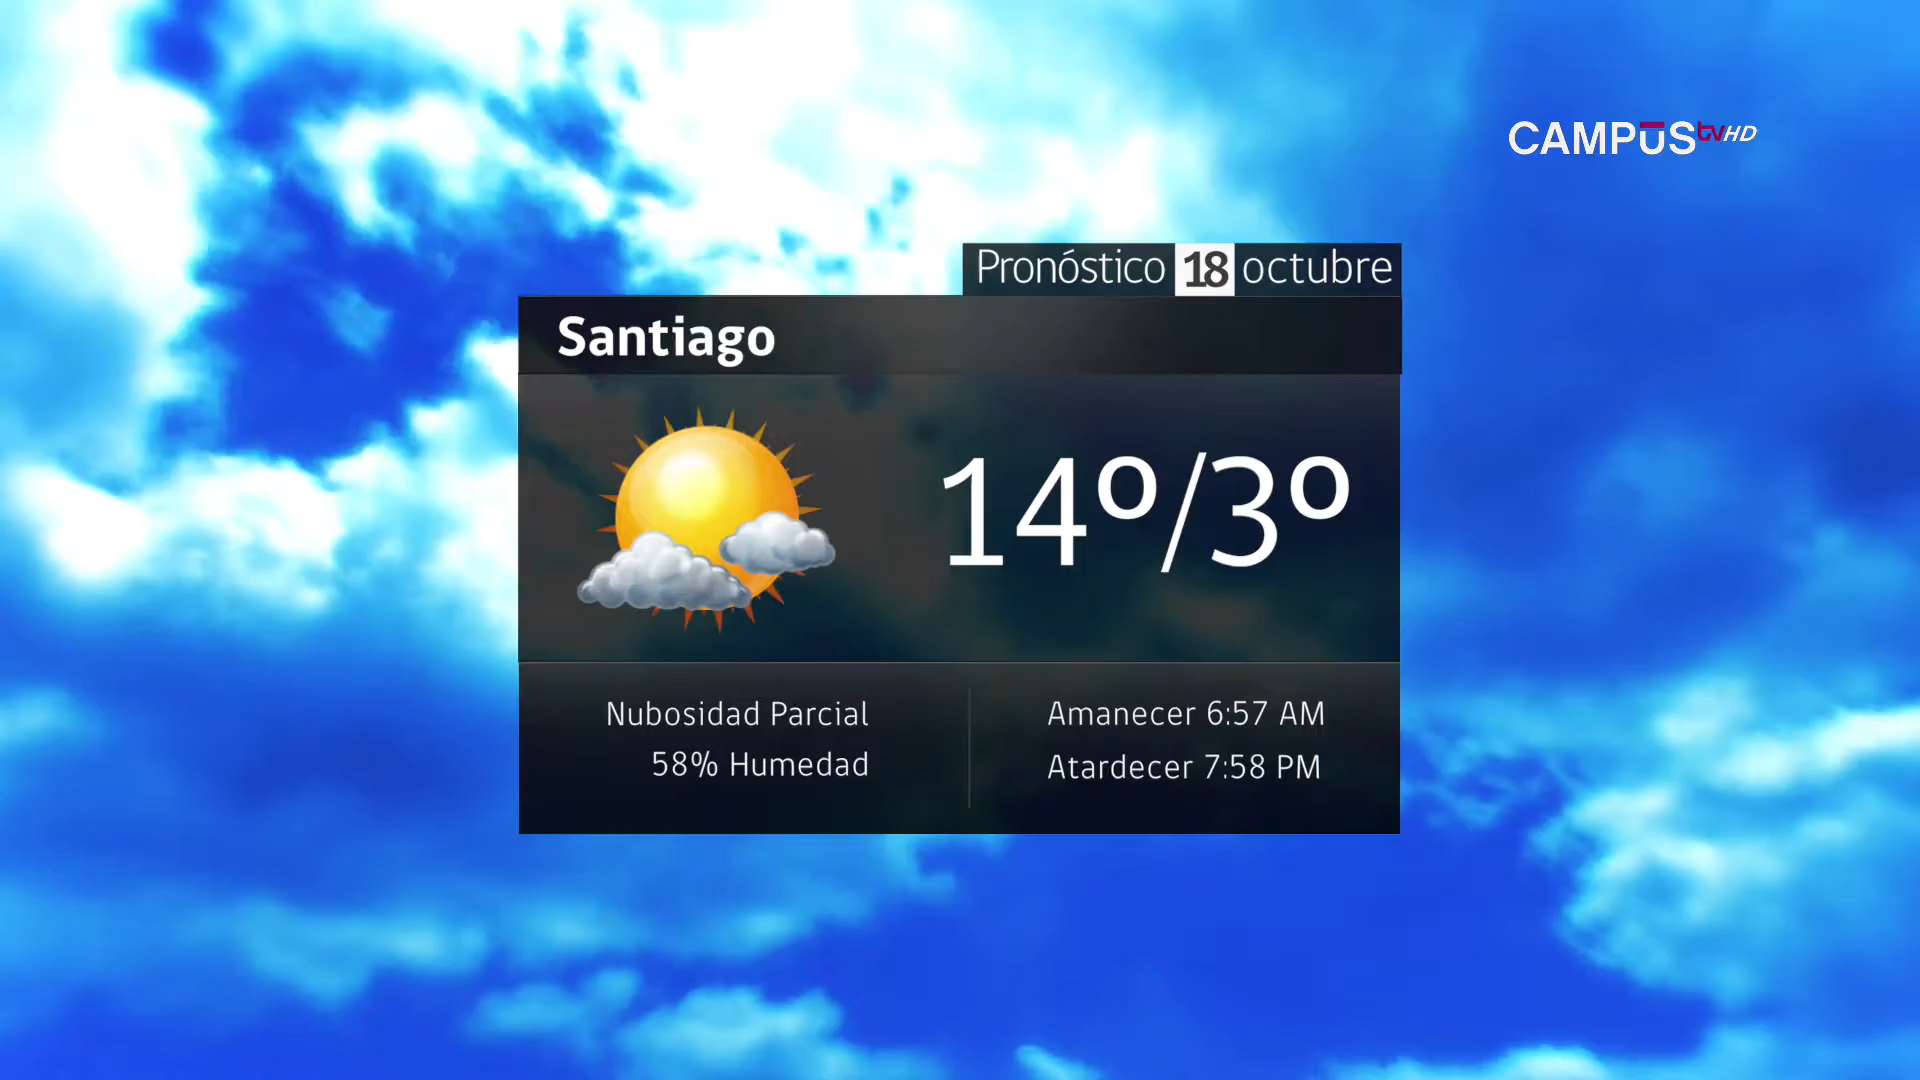 CAMPUS tv HD
Pronóstico 18 octubre
Santiago
14º/3º
Nubosidad Parcial
58% Humedad
Amanecer 6:57 AM
Atardecer 7:58 PM